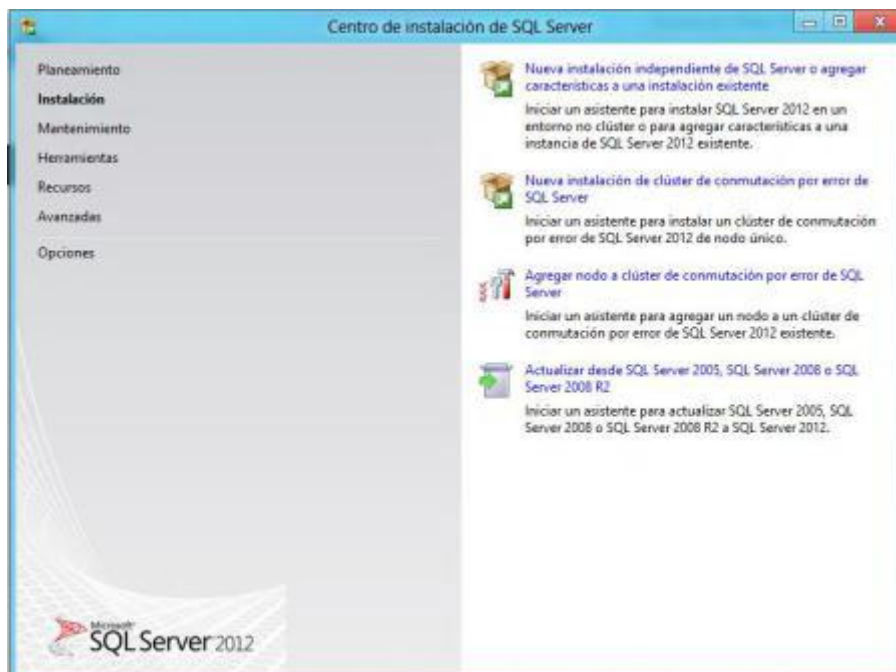 Centro de instalación de SQL Server
Planeamiento
Instalación
Mantenimiento
Herramientas
Recursos
Avanzadas
Opciones
Nueva instalación independiente de SQL Server o agregar
características a una instalación existente
Iniciar un asistente para instalar SQL Server 2012 en un
entorno no clúster o para agregar características a una
instancia de SQL Server 2012 existente.
Nueva instalación de clúster de conmutación por error de
SQL Server
Iniciar un asistente para instalar un clúster de conmutación
por error de SQL Server 2012 de nodo único.
Agregar nodo a clúster de conmutación por error de SQL
Server
Iniciar un asistente para agregar un nodo a un clúster de
conmutación por error de SQL Server 2012 existente.
Actualizar desde SQL Server 2005, SQL Server 2008 o SQL
Server 2008 R2
Iniciar un asistente para actualizar SQL Server 2005, SQL
Server 2008 o SQL Server 2008 R2 a SQL Server 2012.
Microsoft
SQL Server 2012